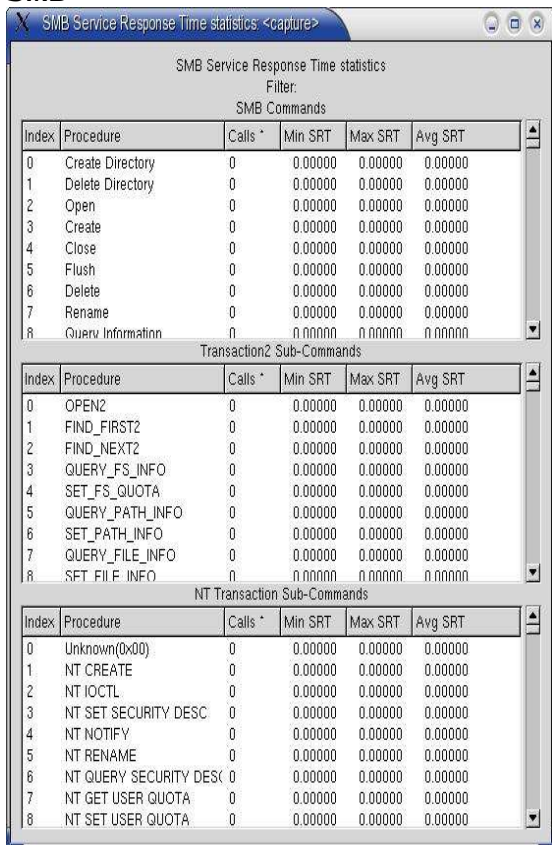 SMB
SMB Service Response Time statistics: <capture>
SMB Service Response Time statistics
Filter:
SMB Commands
Index Procedure Calls ^ Min SRT Max SRT Avg SRT
0 Create Directory 0 0.00000 0.00000 0.00000
1 Delete Directory 0 0.00000 0.00000 0.00000
2 Open 0 0.00000 0.00000 0.00000
3 Create 0 0.00000 0.00000 0.00000
4 Close 0 0.00000 0.00000 0.00000
5 Flush 0 0.00000 0.00000 0.00000
6 Delete 0 0.00000 0.00000 0.00000
7 Rename 0 0.00000 0.00000 0.00000
8 Query Information 0 0.00000 0.00000 0.00000
Transaction2 Sub-Commands
Index Procedure Calls ^ Min SRT Max SRT Avg SRT
0 OPEN2 0 0.00000 0.00000 0.00000
1 FIND_FIRST2 0 0.00000 0.00000 0.00000
2 FIND_NEXT2 0 0.00000 0.00000 0.00000
3 QUERY_FS_INFO 0 0.00000 0.00000 0.00000
4 SET_FS_QUOTA 0 0.00000 0.00000 0.00000
5 QUERY_PATH_INFO 0 0.00000 0.00000 0.00000
6 SET_PATH_INFO 0 0.00000 0.00000 0.00000
7 QUERY_FILE_INFO 0 0.00000 0.00000 0.00000
8 SET_FILE_INFO 0 0.00000 0.00000 0.00000
NT Transaction Sub-Commands
Index Procedure Calls ^ Min SRT Max SRT Avg SRT
0 Unknown(0x00) 0 0.00000 0.00000 0.00000
1 NT CREATE 0 0.00000 0.00000 0.00000
2 NT IOCTL 0 0.00000 0.00000 0.00000
3 NT SET SECURITY DESC 0 0.00000 0.00000 0.00000
4 NT NOTIFY 0 0.00000 0.00000 0.00000
5 NT RENAME 0 0.00000 0.00000 0.00000
6 NT QUERY SECURITY DESC 0 0.00000 0.00000 0.00000
7 NT GET USER QUOTA 0 0.00000 0.00000 0.00000
8 NT SET USER QUOTA 0 0.00000 0.00000 0.00000